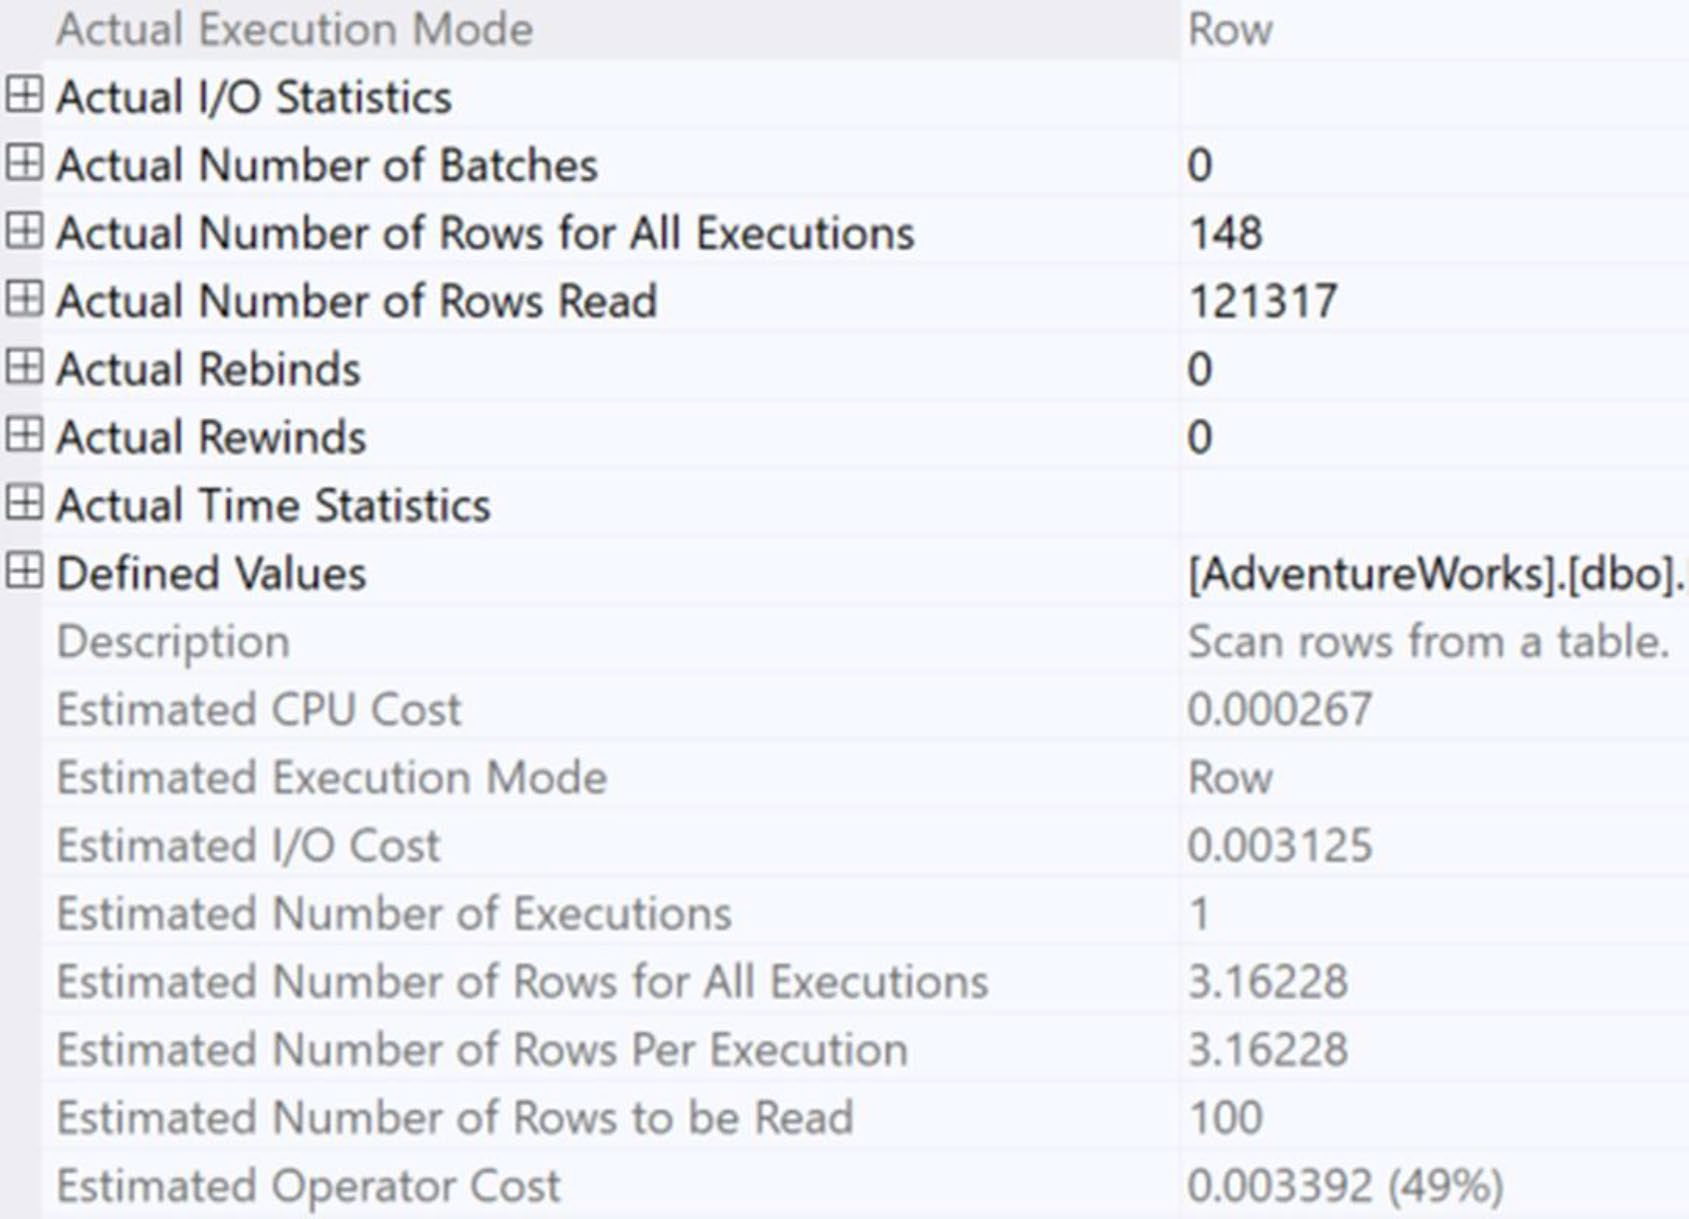 Actual Execution Mode Row
Actual I/O Statistics
Actual Number of Batches 0
Actual Number of Rows for All Executions 148
Actual Number of Rows Read 121317
Actual Rebinds 0
Actual Rewinds 0
Actual Time Statistics
Defined Values [AdventureWorks].[dbo].
Description Scan rows from a table.
Estimated CPU Cost 0.000267
Estimated Execution Mode Row
Estimated I/O Cost 0.003125
Estimated Number of Executions 1
Estimated Number of Rows for All Executions 3.16228
Estimated Number of Rows Per Execution 3.16228
Estimated Number of Rows to be Read 100
Estimated Operator Cost 0.003392 (49%)